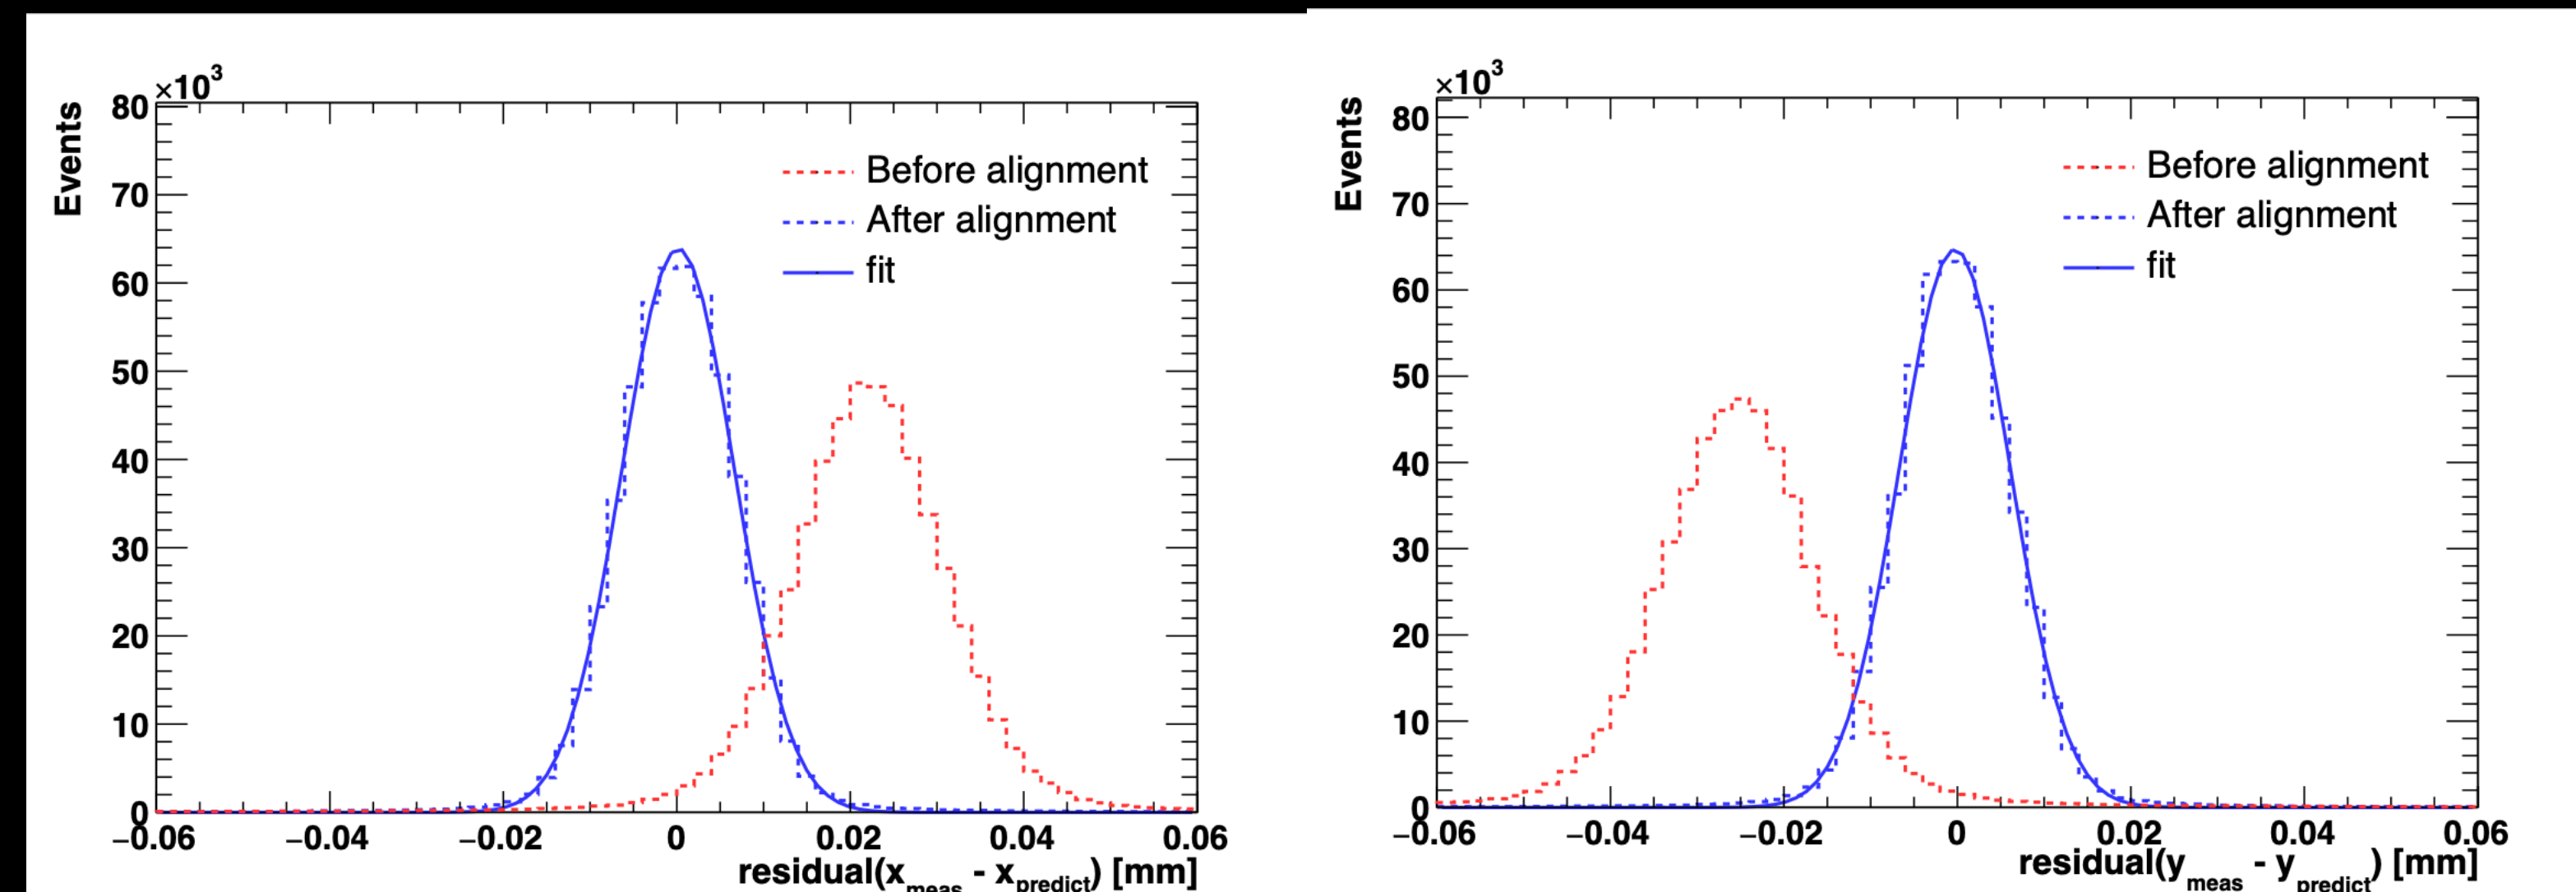 ×10³
80
70
60
50
40
30
20
10
0
Events
Before alignment
After alignment
fit
−0.06 −0.04 −0.02 0 0.02 0.04 0.06
residual(x_meas - x_predict) [mm]
×10³
80
70
60
50
40
30
20
10
0
Events
Before alignment
After alignment
fit
−0.06 −0.04 −0.02 0 0.02 0.04 0.06
residual(y_meas - y_predict) [mm]